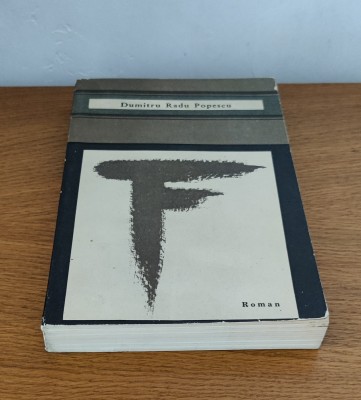 Dumitru Radu Popescu
F
Roman